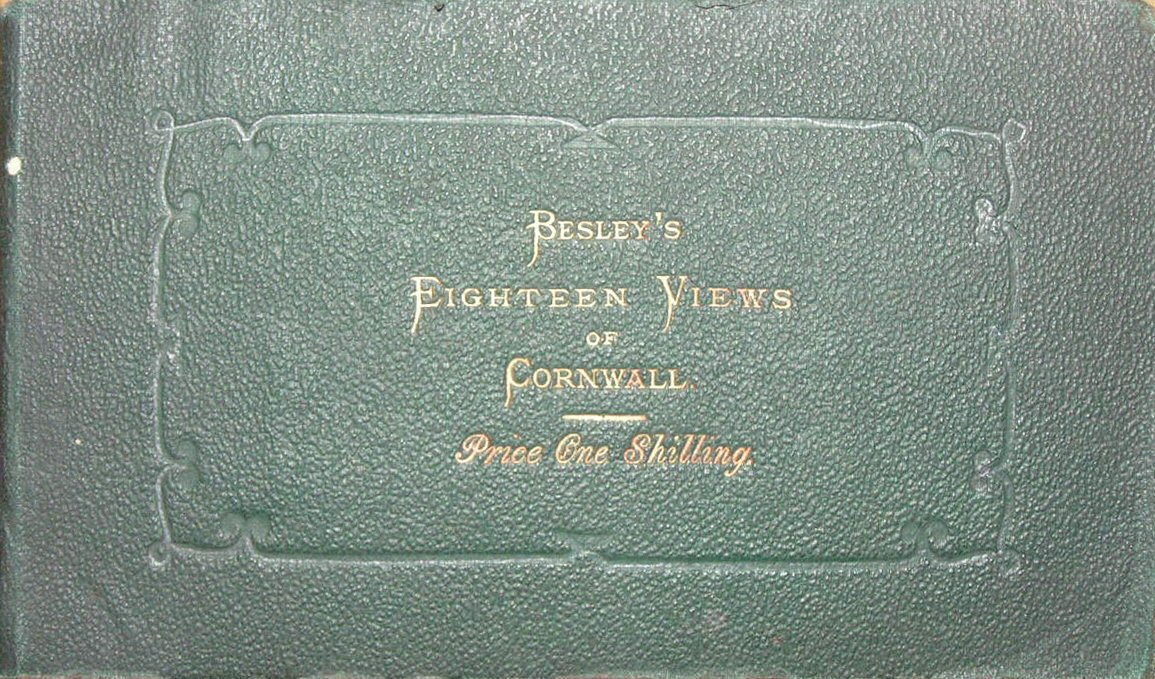 Besley's
Eighteen Views
of
Cornwall.
Price One Shilling.